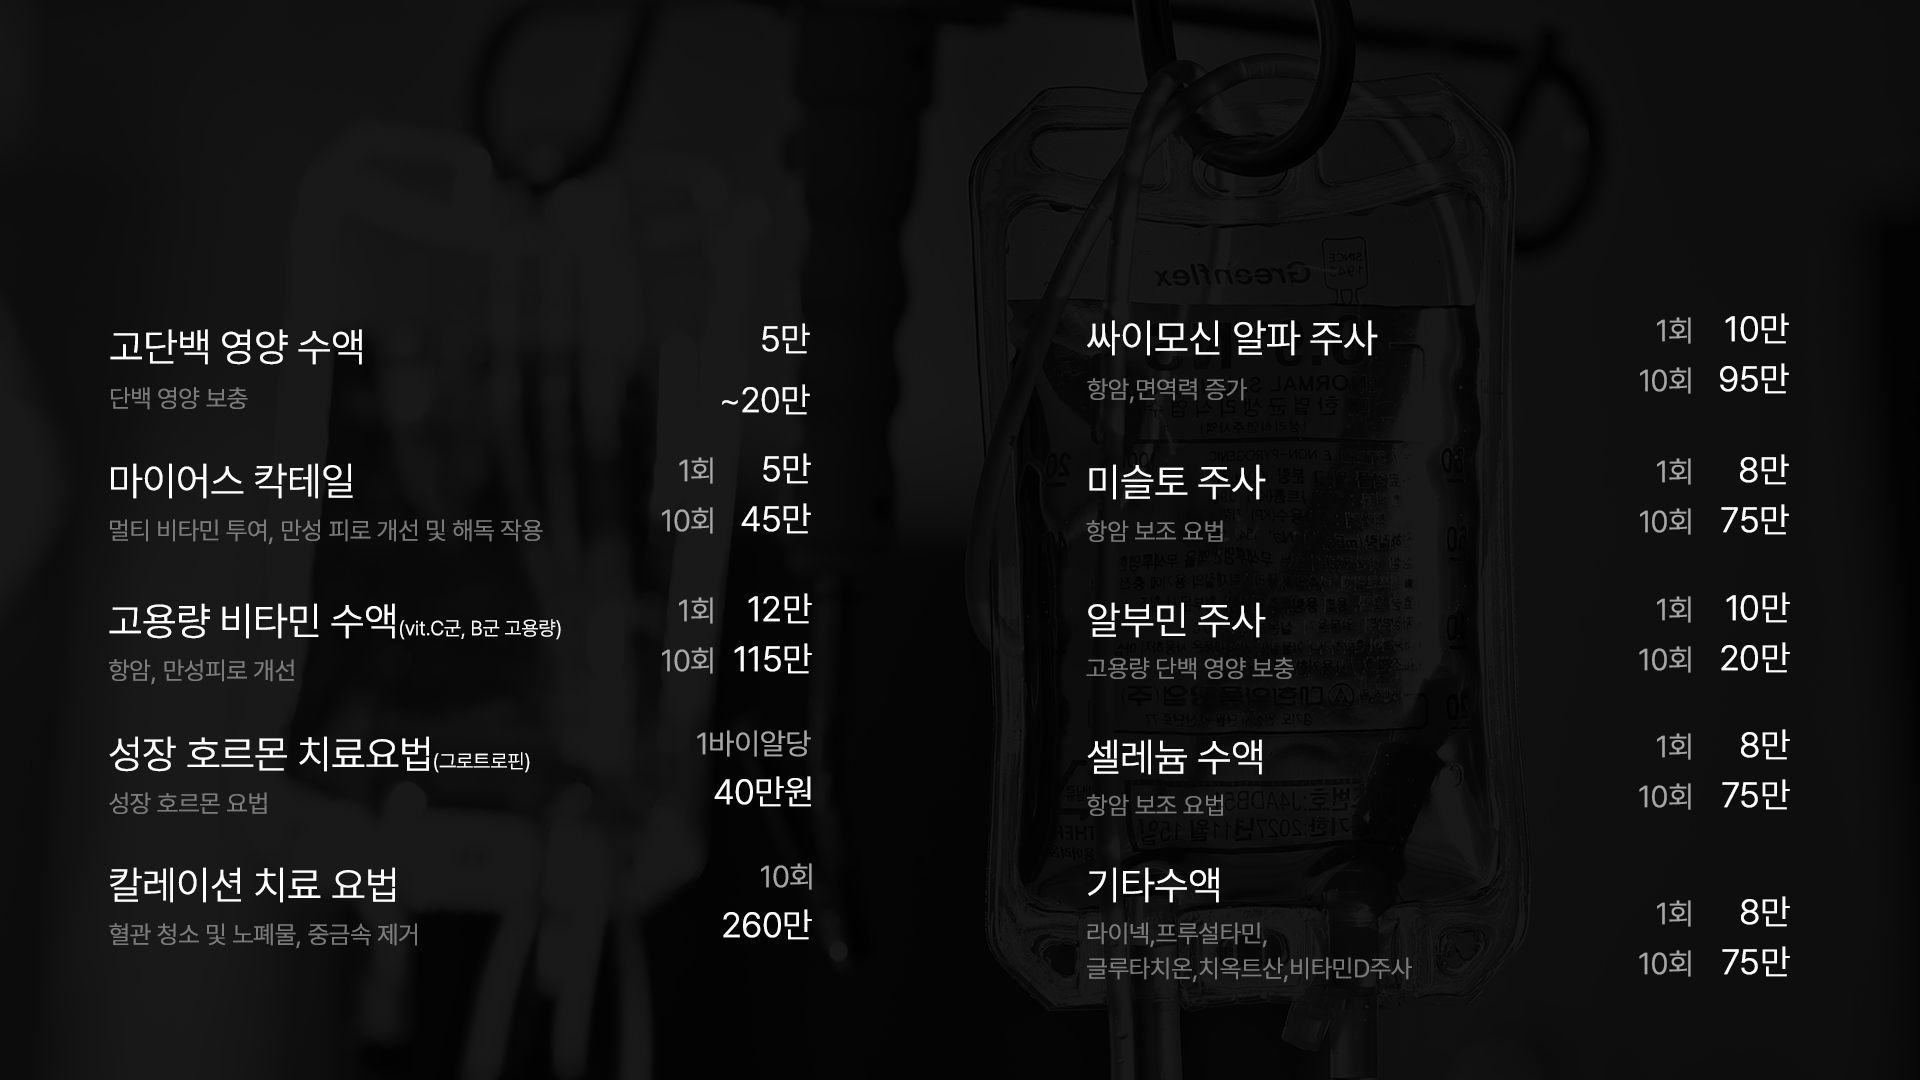 고단백 영양 수액
단백 영양 보충
5만
~20만
마이어스 칵테일
멀티 비타민 투여, 만성 피로 개선 및 해독 작용
1회 5만
10회 45만
고용량 비타민 수액(vit.C군, B군 고용량)
항암, 만성피로 개선
1회 12만
10회 115만
성장 호르몬 치료요법(그로트로핀)
성장 호르몬 요법
1바이알당
40만원
칼레이션 치료 요법
혈관 청소 및 노폐물, 중금속 제거
10회
260만
싸이모신 알파 주사
항암,면역력 증가
1회 10만
10회 95만
미슬토 주사
항암 보조 요법
1회 8만
10회 75만
알부민 주사
고용량 단백 영양 보충
1회 10만
10회 20만
셀레늄 수액
항암 보조 요법
1회 8만
10회 75만
기타수액
라이넥,프루설타민,
글루타치온,치옥트산,비타민D주사
1회 8만
10회 75만
Greenflex
SINCE